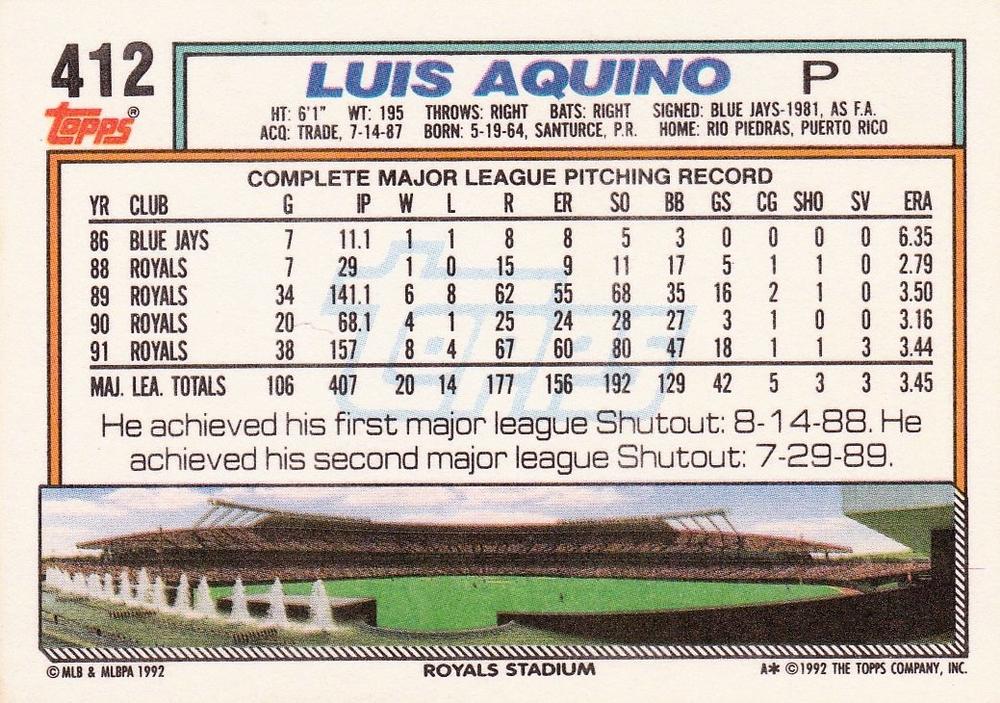 412
Topps®
LUIS AQUINO P
HT: 6'1" WT: 195 THROWS: RIGHT BATS: RIGHT SIGNED: BLUE JAYS-1981, AS F.A.
ACQ: TRADE, 7-14-87 BORN: 5-19-64, SANTURCE, P.R. HOME: RIO PIEDRAS, PUERTO RICO
COMPLETE MAJOR LEAGUE PITCHING RECORD
YR CLUB G IP W L R ER SO BB GS CG SHO SV ERA
86 BLUE JAYS 7 11.1 1 1 8 8 5 3 0 0 0 0 6.35
88 ROYALS 7 29 1 0 15 9 11 17 5 1 1 0 2.79
89 ROYALS 34 141.1 6 8 62 55 68 35 16 2 1 0 3.50
90 ROYALS 20 68.1 4 1 25 24 28 27 3 1 0 0 3.16
91 ROYALS 38 157 8 4 67 60 80 47 18 1 1 3 3.44
MAJ. LEA. TOTALS 106 407 20 14 177 156 192 129 42 5 3 3 3.45
Topps
He achieved his first major league Shutout: 8-14-88. He
achieved his second major league Shutout: 7-29-89.
© MLB & MLBPA 1992 ROYALS STADIUM A* © 1992 THE TOPPS COMPANY, INC.